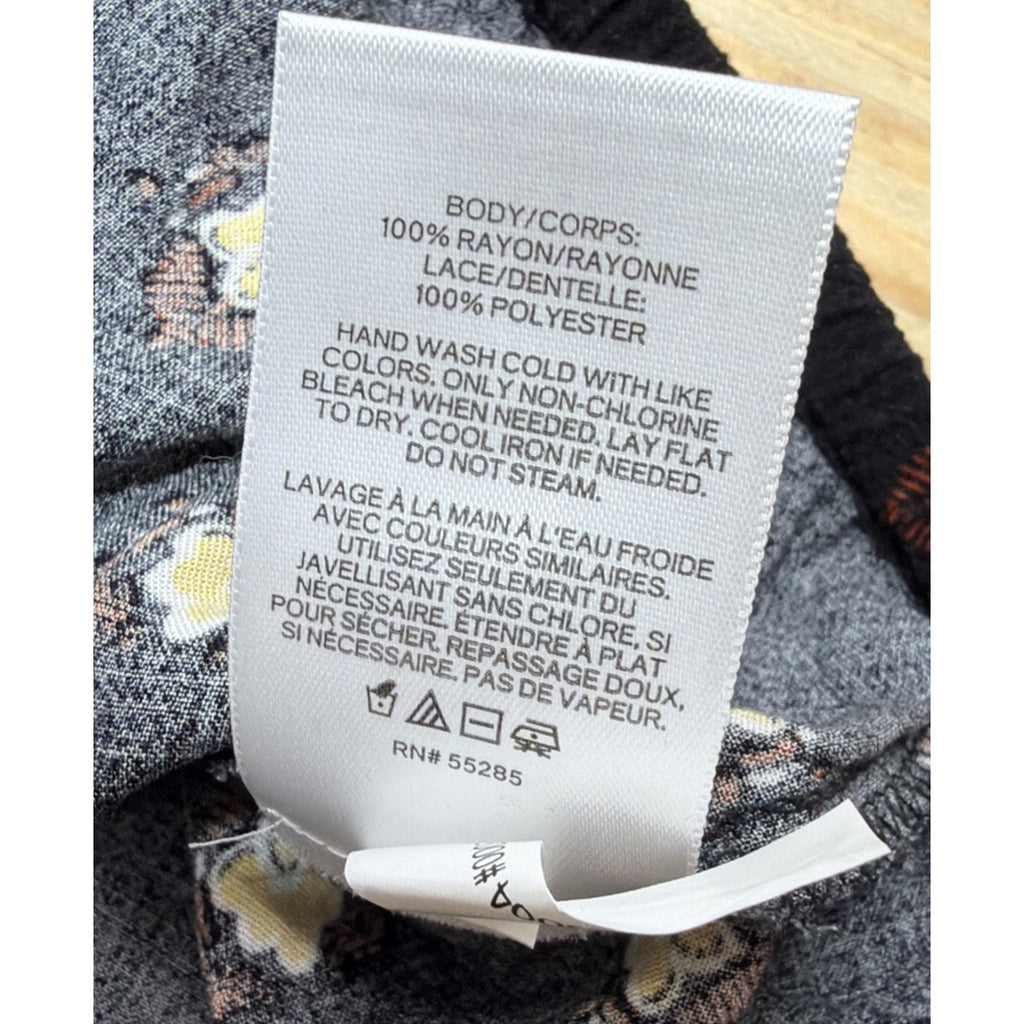 BODY/CORPS:
100% RAYON/RAYONNE
LACE/DENTELLE:
100% POLYESTER
HAND WASH COLD WITH LIKE
COLORS. ONLY NON-CHLORINE
BLEACH WHEN NEEDED. LAY FLAT
TO DRY. COOL IRON IF NEEDED.
DO NOT STEAM.
LAVAGE À LA MAIN À L'EAU FROIDE
AVEC COULEURS SIMILAIRES.
UTILISEZ SEULEMENT DU
JAVELLISANT SANS CHLORE, SI
NÉCESSAIRE. ÉTENDRE À PLAT
POUR SÉCHER. REPASSAGE DOUX,
SI NÉCESSAIRE. PAS DE VAPEUR.
RN# 55285